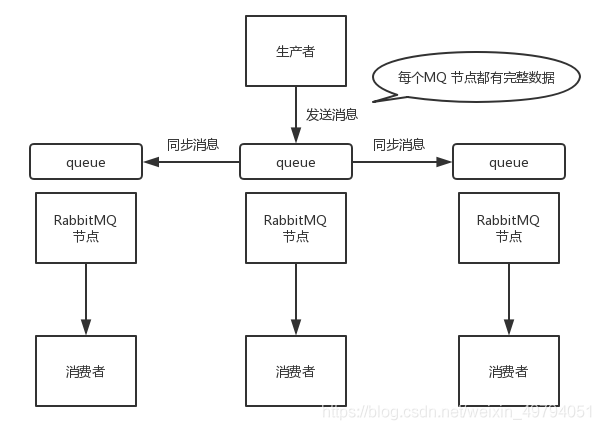 生产者
每个MQ 节点都有完整数据
发送消息
同步消息
同步消息
queue
queue
queue
RabbitMQ
节点
RabbitMQ
节点
RabbitMQ
节点
消费者
消费者
消费者
https://blog.csdn.net/weixin_49794051